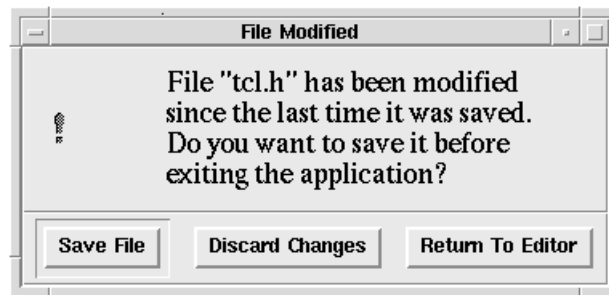 File Modified
File "tcl.h" has been modified
since the last time it was saved.
Do you want to save it before
exiting the application?
Save File
Discard Changes
Return To Editor